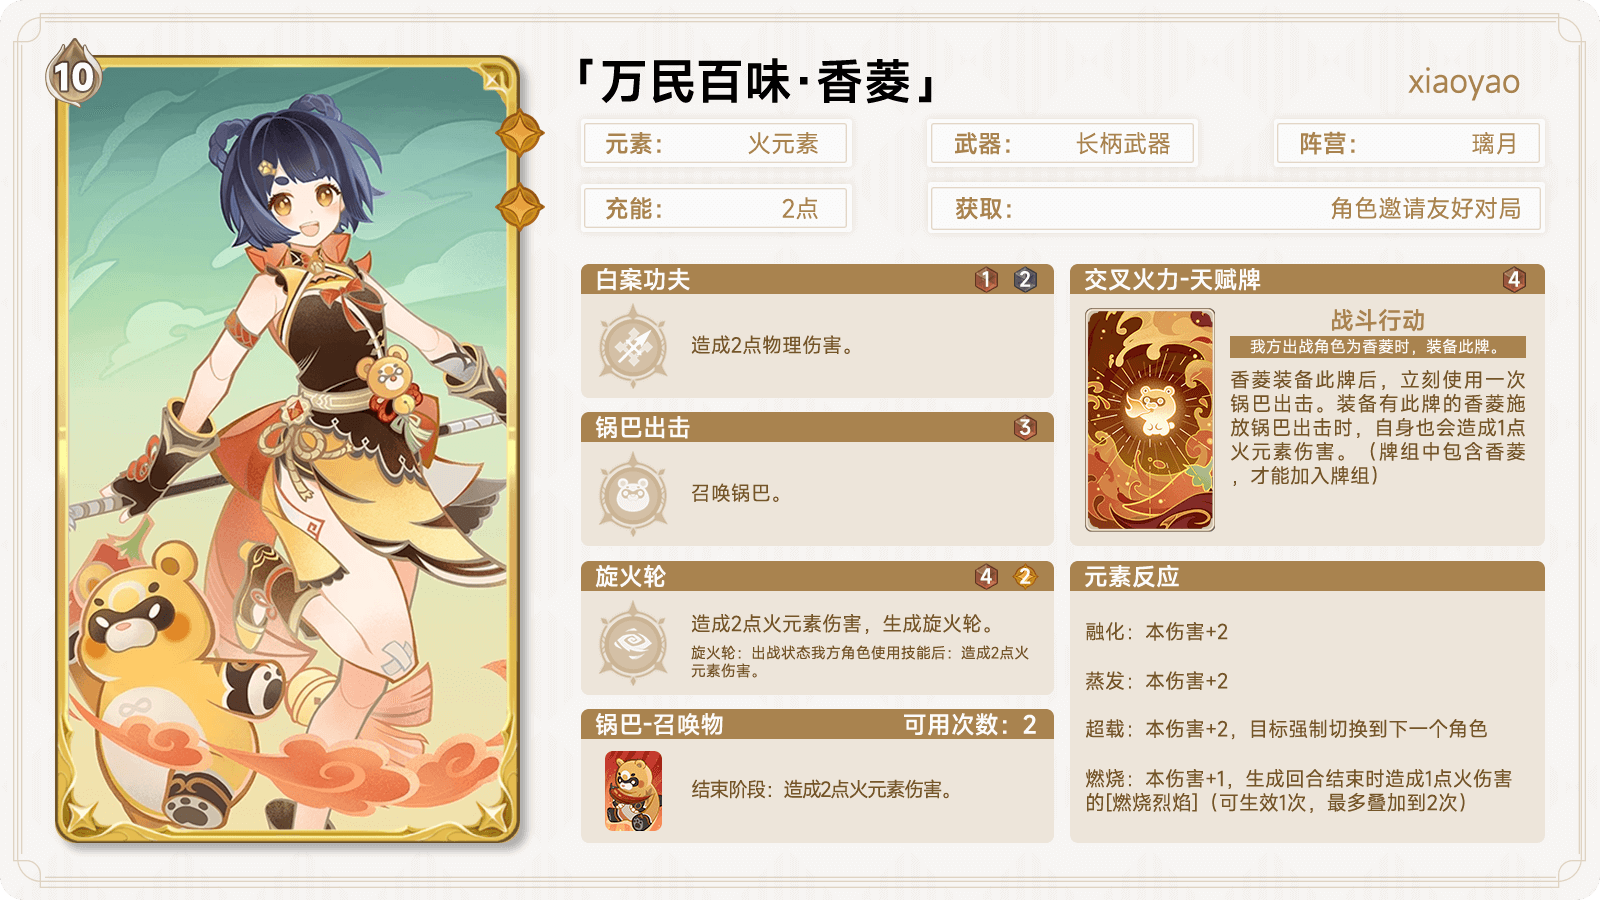 10
「万民百味·香菱」
xiaoyao
元素： 火元素
武器： 长柄武器
阵营： 璃月
充能： 2点
获取： 角色邀请友好对局
白案功夫 1 2
造成2点物理伤害。
锅巴出击 3
召唤锅巴。
旋火轮 4 2
造成2点火元素伤害，生成旋火轮。
旋火轮：出战状态我方角色使用技能后：造成2点火
元素伤害。
锅巴-召唤物 可用次数：2
结束阶段：造成2点火元素伤害。
交叉火力-天赋牌 4
战斗行动
我方出战角色为香菱时，装备此牌。
香菱装备此牌后，立刻使用一次
锅巴出击。装备有此牌的香菱施
放锅巴出击时，自身也会造成1点
火元素伤害。（牌组中包含香菱
，才能加入牌组）
元素反应
融化：本伤害+2
蒸发：本伤害+2
超载：本伤害+2，目标强制切换到下一个角色
燃烧：本伤害+1，生成回合结束时造成1点火伤害
的[燃烧烈焰]（可生效1次，最多叠加到2次）